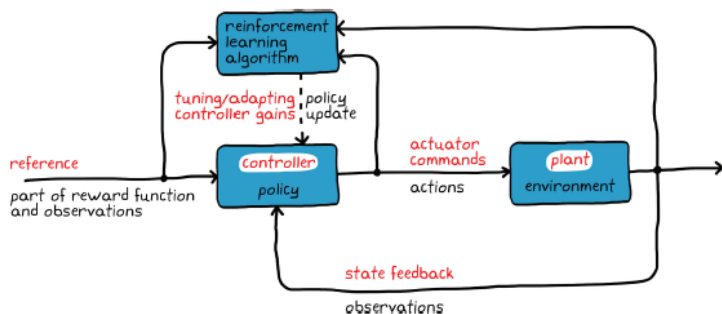 reinforcement
learning
algorithm
tuning/adapting
controller gains
policy
update
reference
part of reward function
and observations
controller
policy
actuator
commands
actions
plant
environment
state feedback
observations